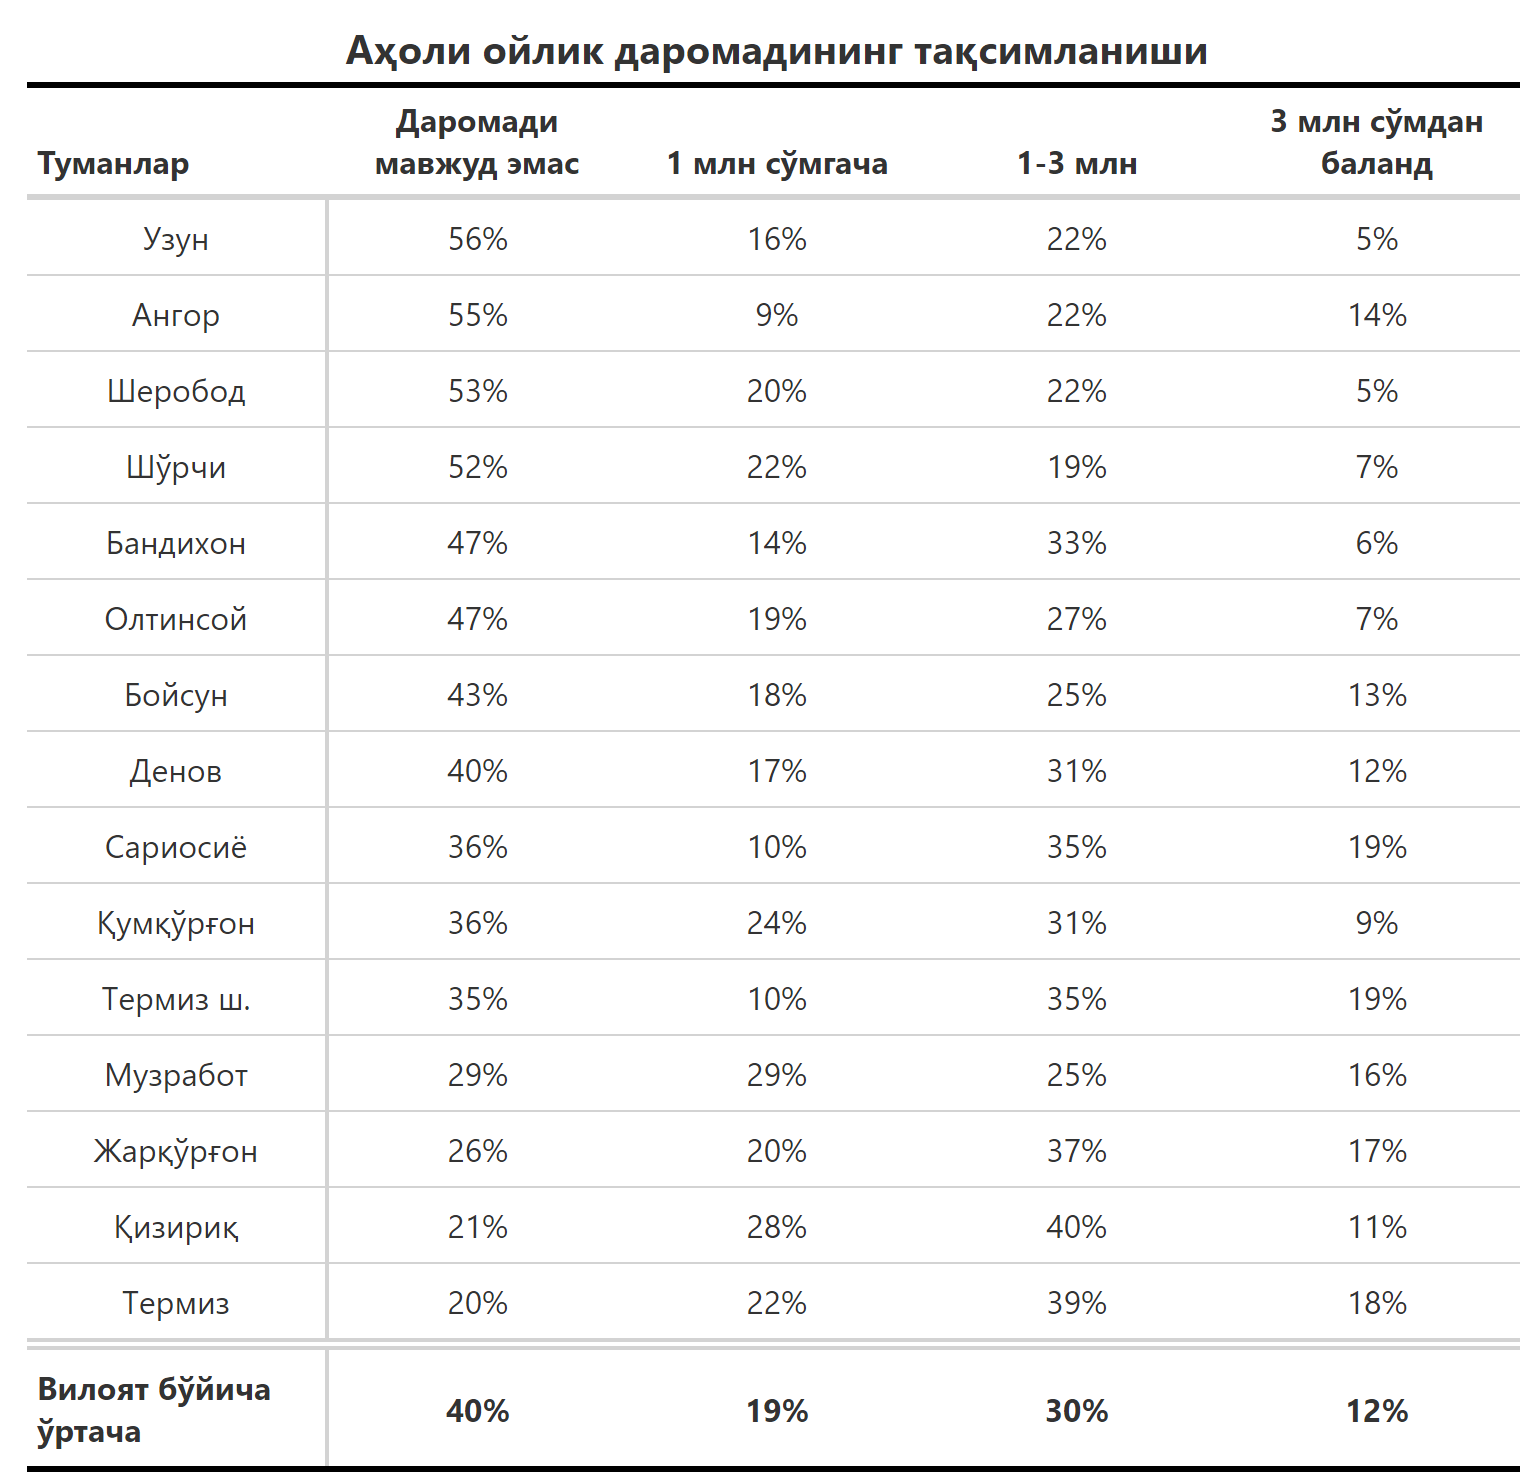 Аҳоли ойлик даромадининг тақсимланиши
Туманлар Даромади мавжуд эмас 1 млн сўмгача 1-3 млн 3 млн сўмдан баланд
Узун 56% 16% 22% 5%
Ангор 55% 9% 22% 14%
Шеробод 53% 20% 22% 5%
Шўрчи 52% 22% 19% 7%
Бандихон 47% 14% 33% 6%
Олтинсой 47% 19% 27% 7%
Бойсун 43% 18% 25% 13%
Денов 40% 17% 31% 12%
Сариосиё 36% 10% 35% 19%
Қумқўрғон 36% 24% 31% 9%
Термиз ш. 35% 10% 35% 19%
Музработ 29% 29% 25% 16%
Жарқўрғон 26% 20% 37% 17%
Қизириқ 21% 28% 40% 11%
Термиз 20% 22% 39% 18%
Вилоят бўйича ўртача 40% 19% 30% 12%